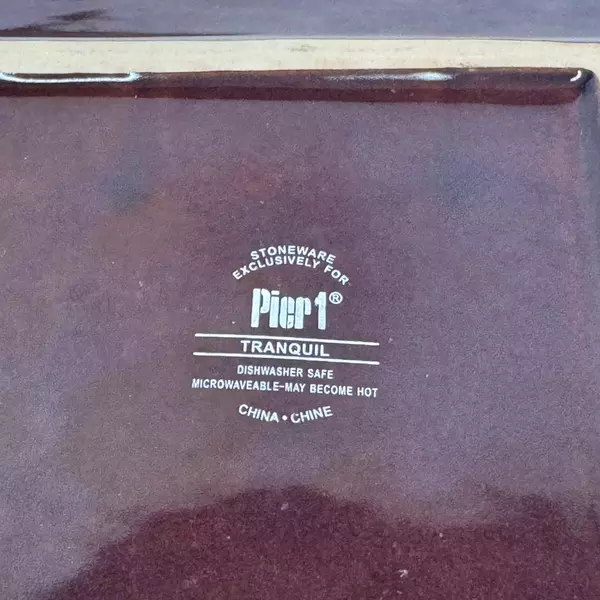 STONEWARE
EXCLUSIVELY FOR
Pier 1®
TRANQUIL
DISHWASHER SAFE
MICROWAVEABLE-MAY BECOME HOT
CHINA • CHINE